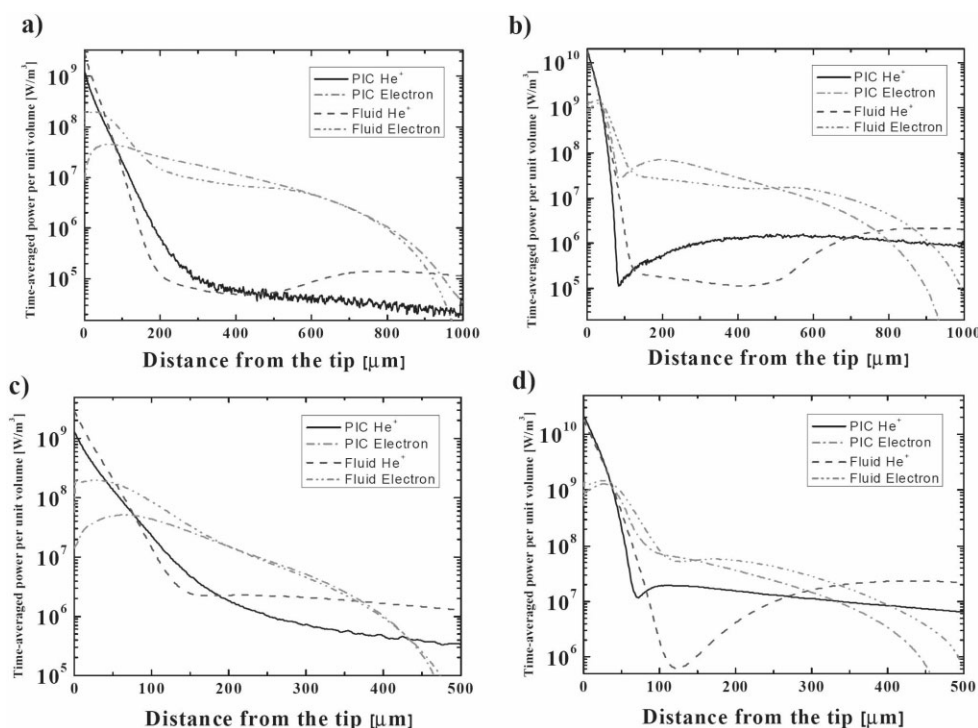 a)
Time-averaged power per unit volume [W/m³]
10⁹
10⁸
10⁷
10⁶
10⁵
PIC He⁺
PIC Electron
Fluid He⁺
Fluid Electron
0 200 400 600 800 1000
Distance from the tip [μm]
b)
Time-averaged power per unit volume [W/m³]
10¹⁰
10⁹
10⁸
10⁷
10⁶
10⁵
PIC He⁺
PIC Electron
Fluid He⁺
Fluid Electron
0 200 400 600 800 1000
Distance from the tip [μm]
c)
Time-averaged power per unit volume [W/m³]
10⁹
10⁸
10⁷
10⁶
10⁵
PIC He⁺
PIC Electron
Fluid He⁺
Fluid Electron
0 100 200 300 400 500
Distance from the tip [μm]
d)
Time-averaged power per unit volume [W/m³]
10¹⁰
10⁹
10⁸
10⁷
10⁶
PIC He⁺
PIC Electron
Fluid He⁺
Fluid Electron
0 100 200 300 400 500
Distance from the tip [μm]